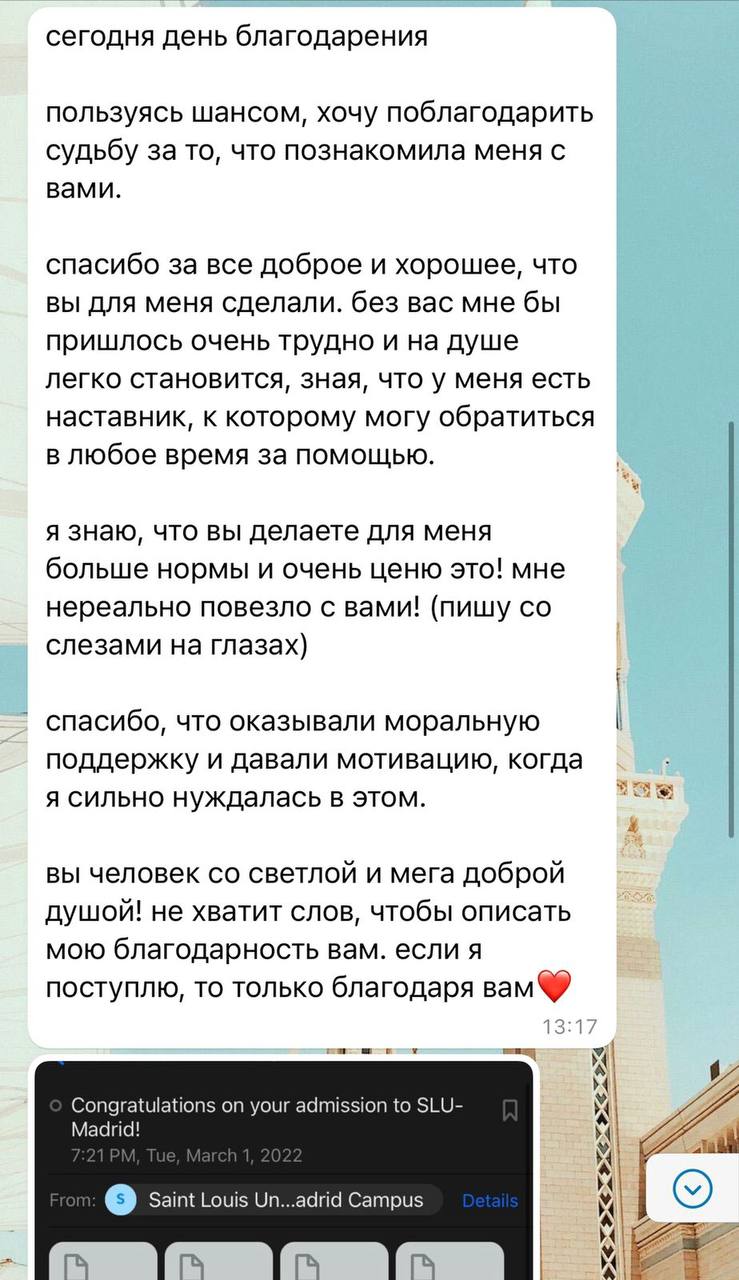 сегодня день благодарения
пользуясь шансом, хочу поблагодарить
судьбу за то, что познакомила меня с
вами.
спасибо за все доброе и хорошее, что
вы для меня сделали. без вас мне бы
пришлось очень трудно и на душе
легко становится, зная, что у меня есть
наставник, к которому могу обратиться
в любое время за помощью.
я знаю, что вы делаете для меня
больше нормы и очень ценю это! мне
нереально повезло с вами! (пишу со
слезами на глазах)
спасибо, что оказывали моральную
поддержку и давали мотивацию, когда
я сильно нуждалась в этом.
вы человек со светлой и мега доброй
душой! не хватит слов, чтобы описать
мою благодарность вам. если я
поступлю, то только благодаря вам❤️
13:17
Congratulations on your admission to SLU-
Madrid!
7:21 PM, Tue, March 1, 2022
From: S Saint Louis Un...adrid Campus Details